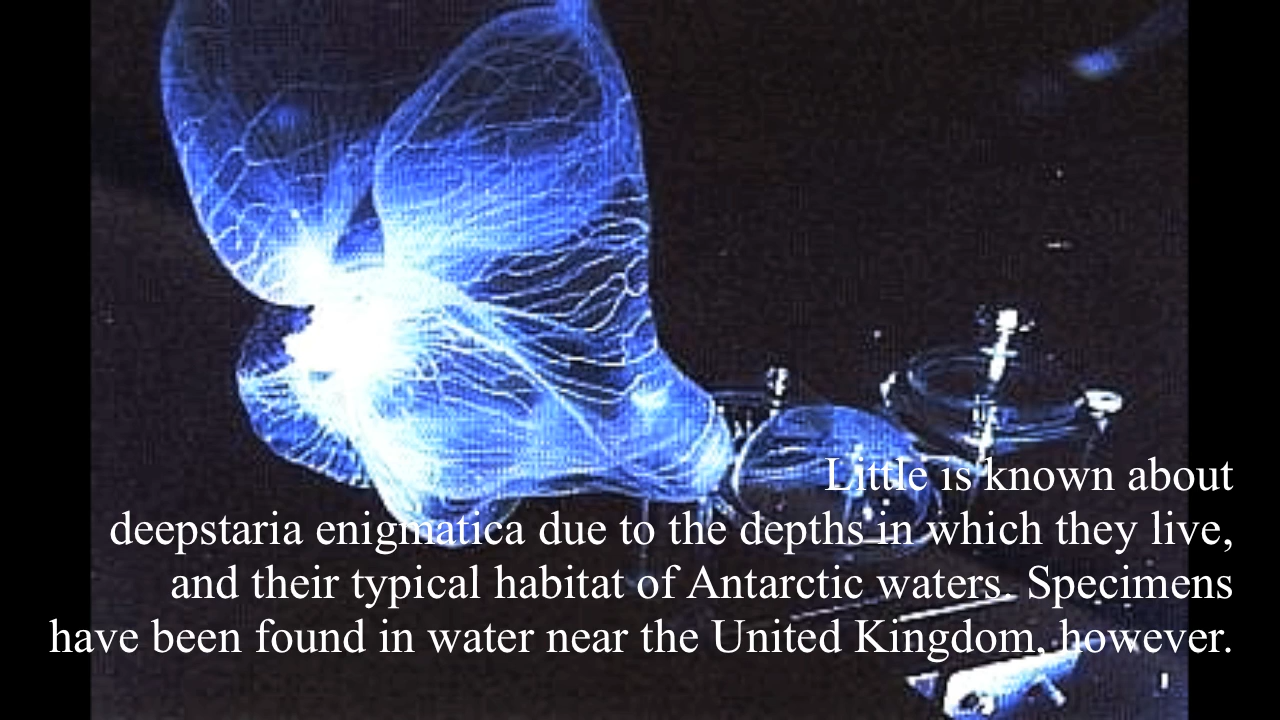 Little is known about
deepstaria enigmatica due to the depths in which they live,
and their typical habitat of Antarctic waters. Specimens
have been found in water near the United Kingdom, however.